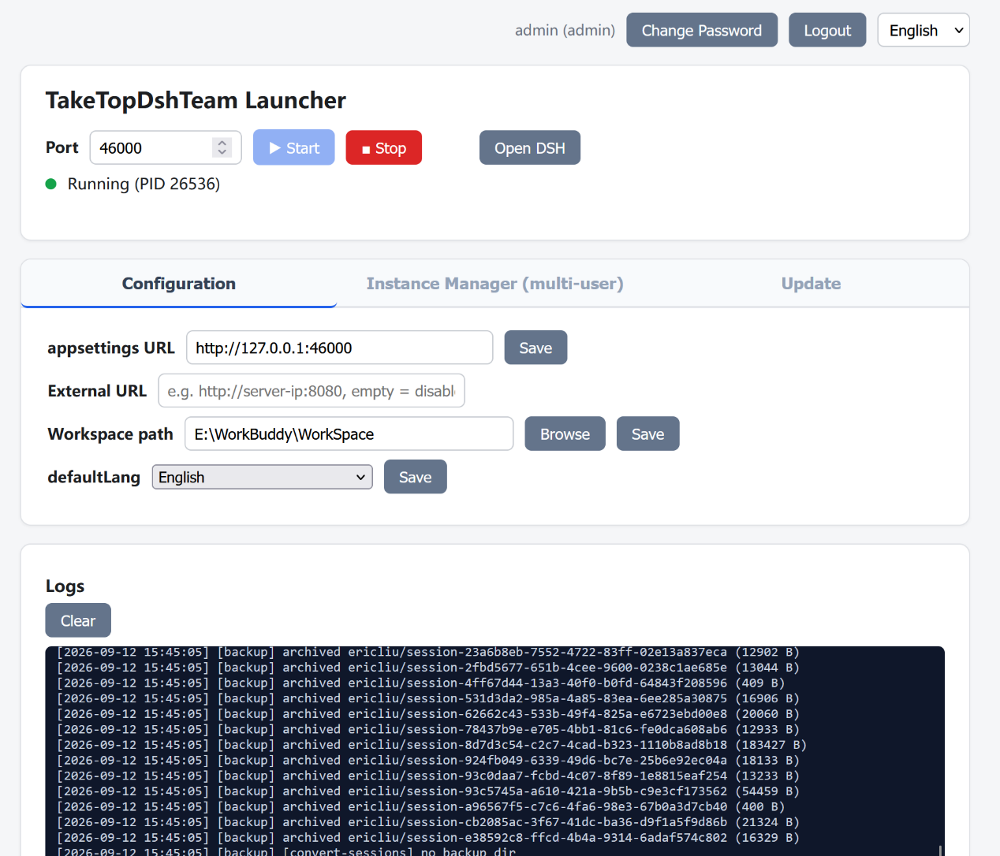 admin (admin) Change Password Logout English
TakeTopDshTeam Launcher
Port 46000 ▶ Start ■ Stop Open DSH
Running (PID 26536)
Configuration Instance Manager (multi-user) Update
appsettings URL http://127.0.0.1:46000 Save
External URL e.g. http://server-ip:8080, empty = disabl
Workspace path E:\WorkBuddy\WorkSpace Browse Save
defaultLang English Save
Logs
Clear
[2026-09-12 15:45:05] [backup] archived ericliu/session-23a6b8eb-7552-4722-83ff-02e13a837eca (12902 B)
[2026-09-12 15:45:05] [backup] archived ericliu/session-2fbd5677-651b-4cee-9600-0238c1ae685e (13044 B)
[2026-09-12 15:45:05] [backup] archived ericliu/session-4ff67d44-13a3-40f0-b0fd-64843f208596 (409 B)
[2026-09-12 15:45:05] [backup] archived ericliu/session-531d3da2-985a-4a85-83ea-6ee285a30875 (16906 B)
[2026-09-12 15:45:05] [backup] archived ericliu/session-62662c43-533b-49f4-825a-e6723ebd00e8 (20060 B)
[2026-09-12 15:45:05] [backup] archived ericliu/session-78437b9e-e705-4bb1-81c6-fe0dca608ab6 (12933 B)
[2026-09-12 15:45:05] [backup] archived ericliu/session-8d7d3c54-c2c7-4cad-b323-1110b8ad8b18 (183427 B)
[2026-09-12 15:45:05] [backup] archived ericliu/session-924fb049-6339-49d6-bc7e-25b6e92ec04a (18133 B)
[2026-09-12 15:45:05] [backup] archived ericliu/session-93c0daa7-fcbd-4c07-8f89-1e8815eaf254 (13233 B)
[2026-09-12 15:45:05] [backup] archived ericliu/session-93c5745a-a610-421a-9b5b-c9e3cf173562 (54459 B)
[2026-09-12 15:45:05] [backup] archived ericliu/session-a96567f5-c7c6-4fa6-98e3-67b0a3d7cb40 (400 B)
[2026-09-12 15:45:05] [backup] archived ericliu/session-cb2085ac-3f67-41dc-ba36-d9f1a5f9d86b (21324 B)
[2026-09-12 15:45:05] [backup] archived ericliu/session-e38592c8-ffcd-4b4a-9314-6adaf574c802 (16329 B)
[2026-09-12 15:45:05] [backup] [convert-sessions] no backup dir